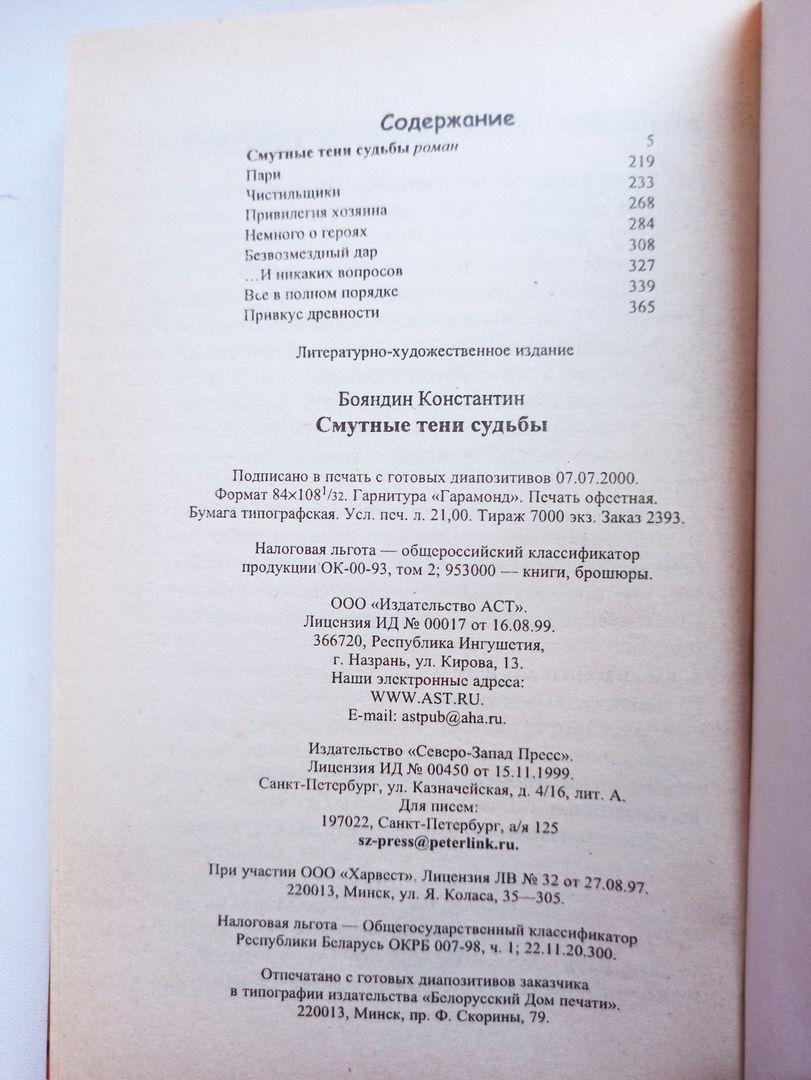 Содержание
Смутные тени судьбы роман 5
Пари 219
Чистильщики 233
Привилегия хозяина 268
Немного о героях 284
Безвозмездный дар 308
...И никаких вопросов 327
Все в полном порядке 339
Привкус древности 365
Литературно-художественное издание
Бояндин Константин
Смутные тени судьбы
Подписано в печать с готовых диапозитивов 07.07.2000.
Формат 84×108¹/32. Гарнитура «Гарамонд». Печать офсетная.
Бумага типографская. Усл. печ. л. 21,00. Тираж 7000 экз. Заказ 2393.
Налоговая льгота — общероссийский классификатор
продукции ОК-00-93, том 2; 953000 — книги, брошюры.
ООО «Издательство АСТ».
Лицензия ИД № 00017 от 16.08.99.
366720, Республика Ингушетия,
г. Назрань, ул. Кирова, 13.
Наши электронные адреса:
WWW.AST.RU.
E-mail: astpub@aha.ru.
Издательство «Северо-Запад Пресс».
Лицензия ИД № 00450 от 15.11.1999.
Санкт-Петербург, ул. Казначейская, д. 4/16, лит. А.
Для писем:
197022, Санкт-Петербург, а/я 125
sz-press@peterlink.ru.
При участии ООО «Харвест». Лицензия ЛВ № 32 от 27.08.97.
220013, Минск, ул. Я. Коласа, 35—305.
Налоговая льгота — Общегосударственный классификатор
Республики Беларусь ОКРБ 007-98, ч. 1; 22.11.20.300.
Отпечатано с готовых диапозитивов заказчика
в типографии издательства «Белорусский Дом печати».
220013, Минск, пр. Ф. Скорины, 79.